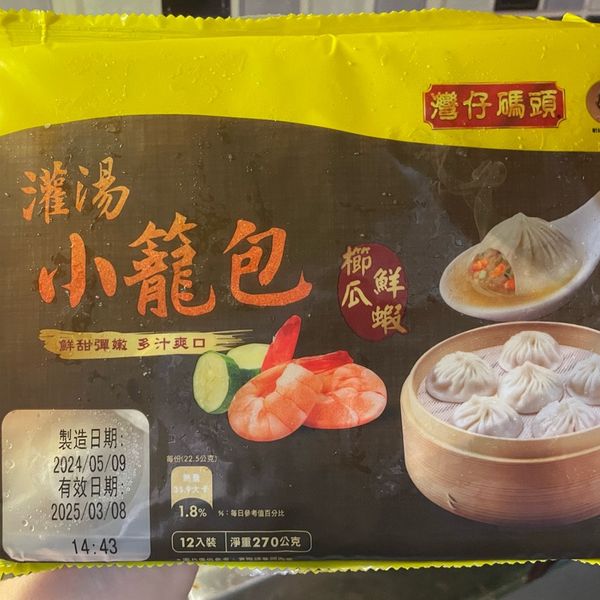 灣仔碼頭
灌湯
小籠包
櫛瓜
鮮蝦
鮮甜彈嫩 多汁爽口
製造日期:
2024/05/09
有效日期:
2025/03/08
14:43
每份(22.5公克)
熱量
1.8%
%:每日參考值百分比
12入裝
淨重270公克